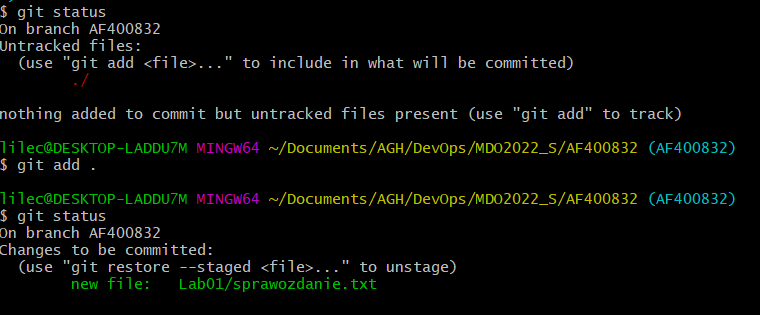 $ git status
On branch AF400832
Untracked files:
  (use "git add <file>..." to include in what will be committed)
        ./

nothing added to commit but untracked files present (use "git add" to track)

lilec@DESKTOP-LADDU7M MINGW64 ~/Documents/AGH/DevOps/MDO2022_S/AF400832 (AF400832)
$ git add .

lilec@DESKTOP-LADDU7M MINGW64 ~/Documents/AGH/DevOps/MDO2022_S/AF400832 (AF400832)
$ git status
On branch AF400832
Changes to be committed:
  (use "git restore --staged <file>..." to unstage)
        new file:   Lab01/sprawozdanie.txt